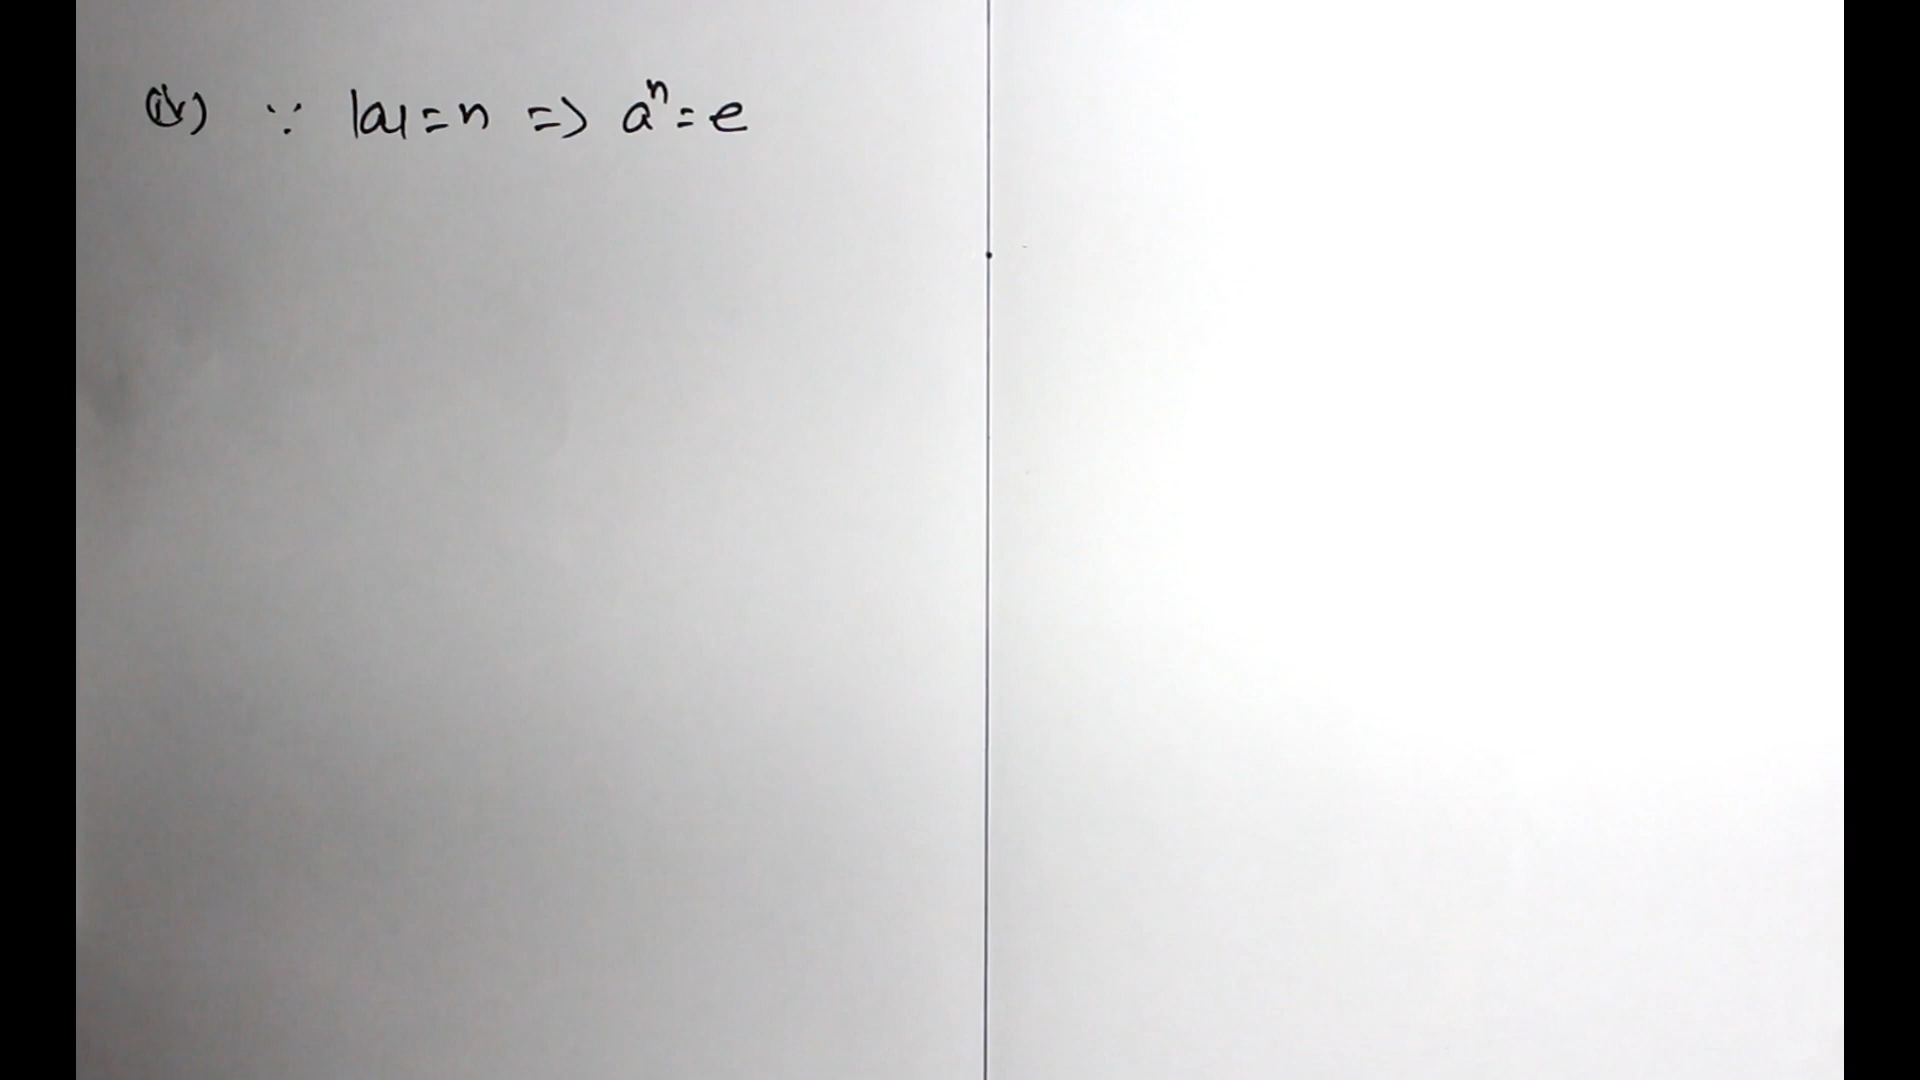 (iv) ∵ |a| = n => aⁿ = e